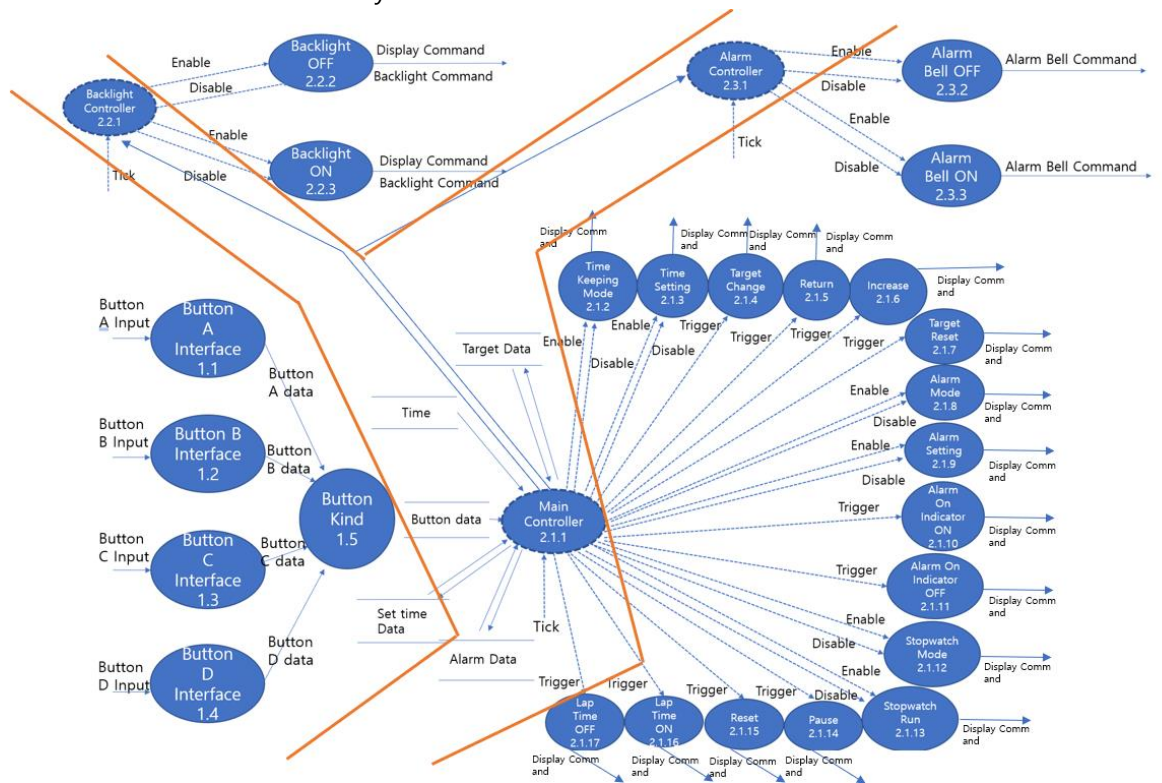 Backlight
Controller
2.2.1
Enable
Disable
Enable
Disable
Tick
Backlight
OFF
2.2.2
Display Command
Backlight Command
Backlight
ON
2.2.3
Display Command
Backlight Command
Alarm
Controller
2.3.1
Tick
Enable
Disable
Enable
Disable
Alarm
Bell OFF
2.3.2
Alarm Bell Command
Alarm
Bell ON
2.3.3
Alarm Bell Command
Button
A Input
Button
A
Interface
1.1
Button
A data
Button
B Input
Button B
Interface
1.2
Button
B data
Button
C Input
Button
C
Interface
1.3
Button
C data
Button
D Input
Button
D
Interface
1.4
Button
D data
Button
Kind
1.5
Target Data
Time
Button data
Set time
Data
Alarm Data
Tick
Main
Controller
2.1.1
Display Comm
and
Display Comm
and
Display Comm
and
Display Comm
and
Time
Keeping
Mode
2.1.2
Time
Setting
2.1.3
Target
Change
2.1.4
Return
2.1.5
Increase
2.1.6
Display Comm
and
Enable
Disable
Enable
Disable
Trigger
Trigger
Trigger
Trigger
Target
Reset
2.1.7
Display Comm
and
Enable
Disable
Alarm
Mode
2.1.8
Display Comm
and
Enable
Disable
Alarm
Setting
2.1.9
Display Comm
and
Trigger
Alarm
On
Indicator
ON
2.1.10
Display Comm
and
Trigger
Alarm On
Indicator
OFF
2.1.11
Display Comm
and
Enable
Disable
Stopwatch
Mode
2.1.12
Display Comm
and
Enable
Disable
Stopwatch
Run
2.1.13
Display Comm
and
Trigger
Trigger
Trigger
Trigger
Lap
Time
OFF
2.1.17
Lap
Time
ON
2.1.16
Reset
2.1.15
Pause
2.1.14
Display Comm
and
Display Comm
and
Display Comm
and
Display Comm
and